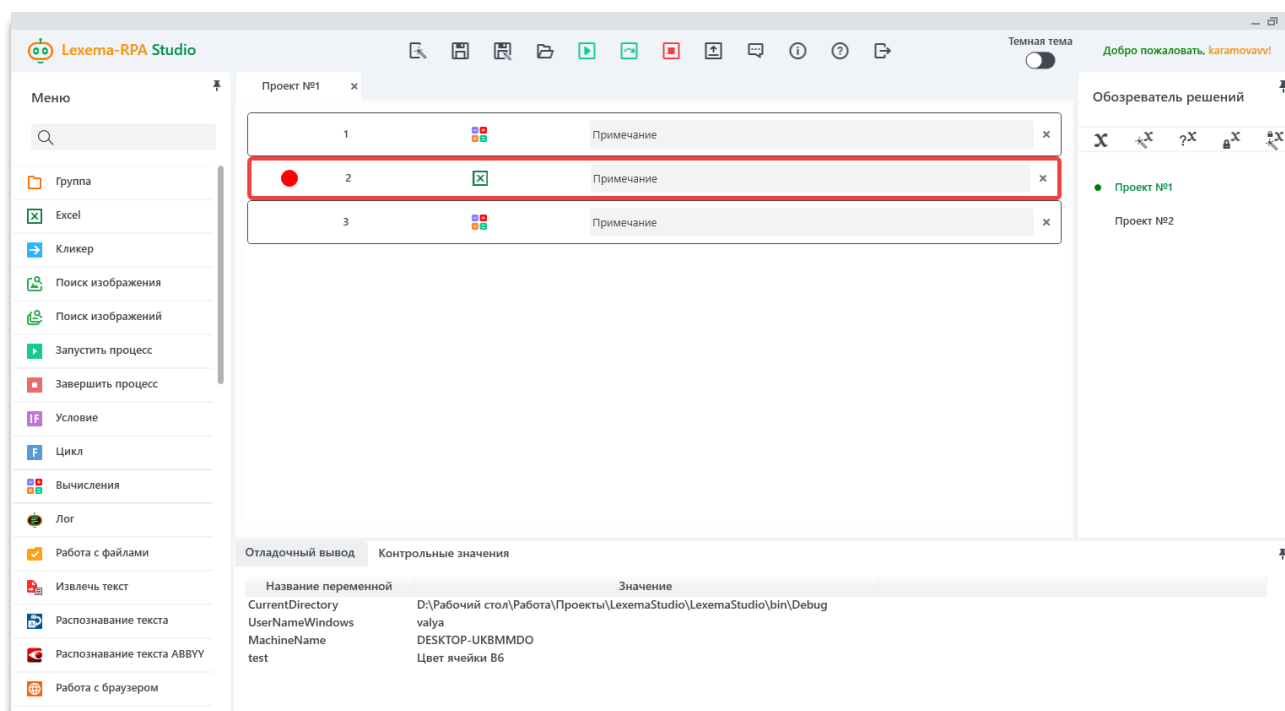 Lexema-RPA Studio
Темная тема
Добро пожаловать, karamovavv!
Меню
Группа
Excel
Кликер
Поиск изображения
Поиск изображений
Запустить процесс
Завершить процесс
IF Условие
F Цикл
Вычисления
Лог
Работа с файлами
Извлечь текст
Распознавание текста
Распознавание текста ABBYY
Работа с браузером
Проект №1 x
1 Примечание x
2 Примечание x
3 Примечание x
Обозреватель решений
x x ?x x x
Проект №1
Проект №2
Отладочный вывод Контрольные значения
Название переменной Значение
CurrentDirectory D:\Рабочий стол\Работа\Проекты\LexemaStudio\LexemaStudio\bin\Debug
UserNameWindows valya
MachineName DESKTOP-UKBMMDO
test Цвет ячейки B6